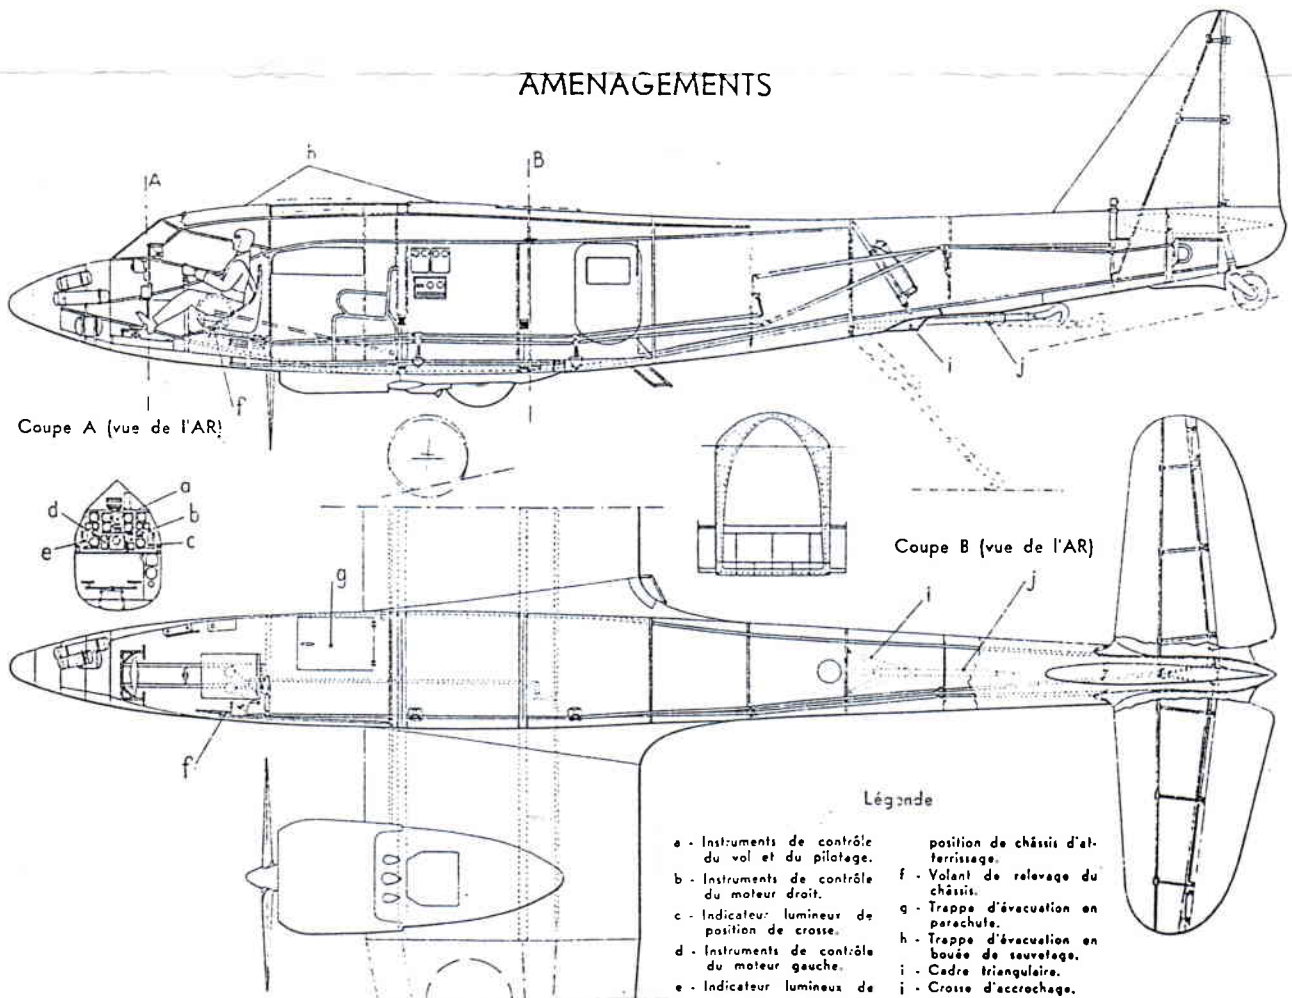 AMENAGEMENTS
h
A
B
f
i
j
Coupe A (vue de l'AR)
a
d
b
e
c
Coupe B (vue de l'AR)
g
i
j
f
Légende
a - Instruments de contrôle
du vol et du pilotage.
b - Instruments de contrôle
du moteur droit.
c - Indicateur lumineux de
position de crosse.
d - Instruments de contrôle
du moteur gauche.
e - Indicateur lumineux de
position de châssis d'at-
terrissage.
f - Volant de relevage du
châssis.
g - Trappe d'évacuation en
parachute.
h - Trappe d'évacuation en
bouée de sauvetage.
i - Cadre triangulaire.
j - Crosse d'accrochage.